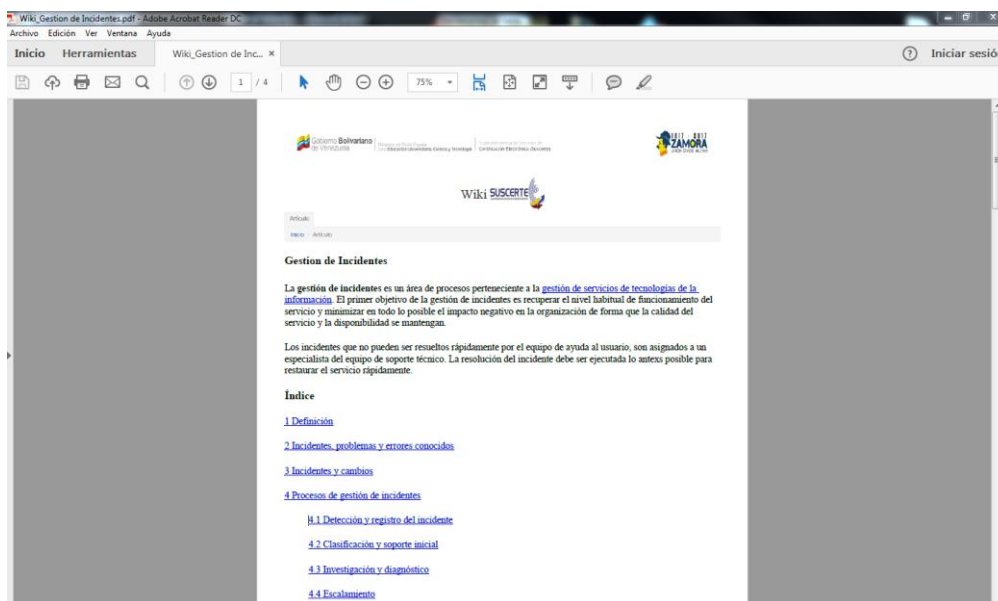 Wiki_Gestion de Incidentes.pdf - Adobe Acrobat Reader DC
Archivo Edición Ver Ventana Ayuda
Inicio Herramientas Wiki_Gestion de Inc... × Iniciar sesió
1 / 4 75%
Gobierno Bolivariano
de Venezuela
ZAMORA
Wiki SUSCERTE
Artículo
Inicio / Artículo
Gestion de Incidentes
La gestión de incidentes es un área de procesos perteneciente a la gestión de servicios de tecnologías de la
información. El primer objetivo de la gestión de incidentes es recuperar el nivel habitual de funcionamiento del
servicio y minimizar en todo lo posible el impacto negativo en la organización de forma que la calidad del
servicio y la disponibilidad se mantengan.
Los incidentes que no pueden ser resueltos rápidamente por el equipo de ayuda al usuario, son asignados a un
especialista del equipo de soporte técnico. La resolución del incidente debe ser ejecutada lo antexs posible para
restaurar el servicio rápidamente.
Índice
1 Definición
2 Incidentes, problemas y errores conocidos
3 Incidentes y cambios
4 Procesos de gestión de incidentes
4.1 Detección y registro del incidente
4.2 Clasificación y soporte inicial
4.3 Investigación y diagnóstico
4.4 Escalamiento